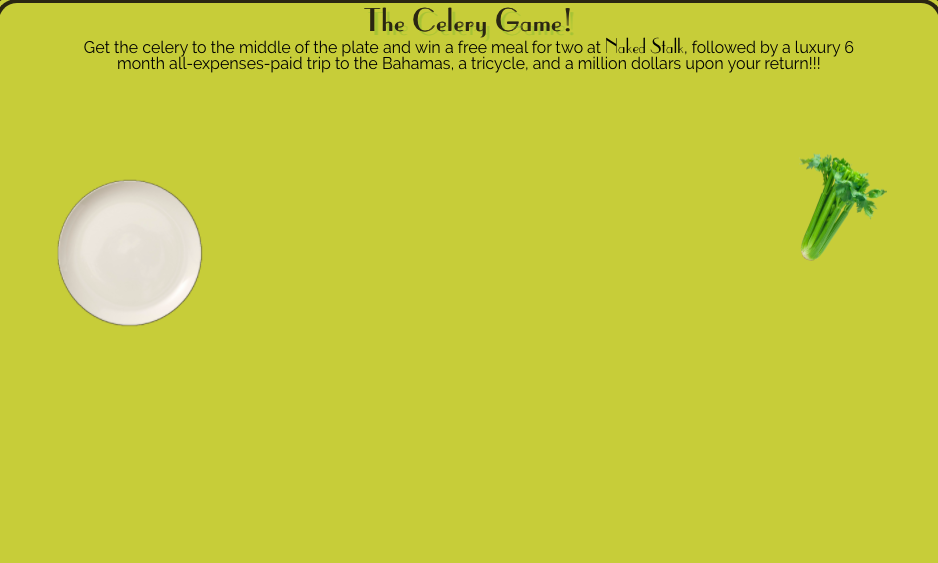 The Celery Game!
Get the celery to the middle of the plate and win a free meal for two at Naked Stalk, followed by a luxury 6
month all-expenses-paid trip to the Bahamas, a tricycle, and a million dollars upon your return!!!